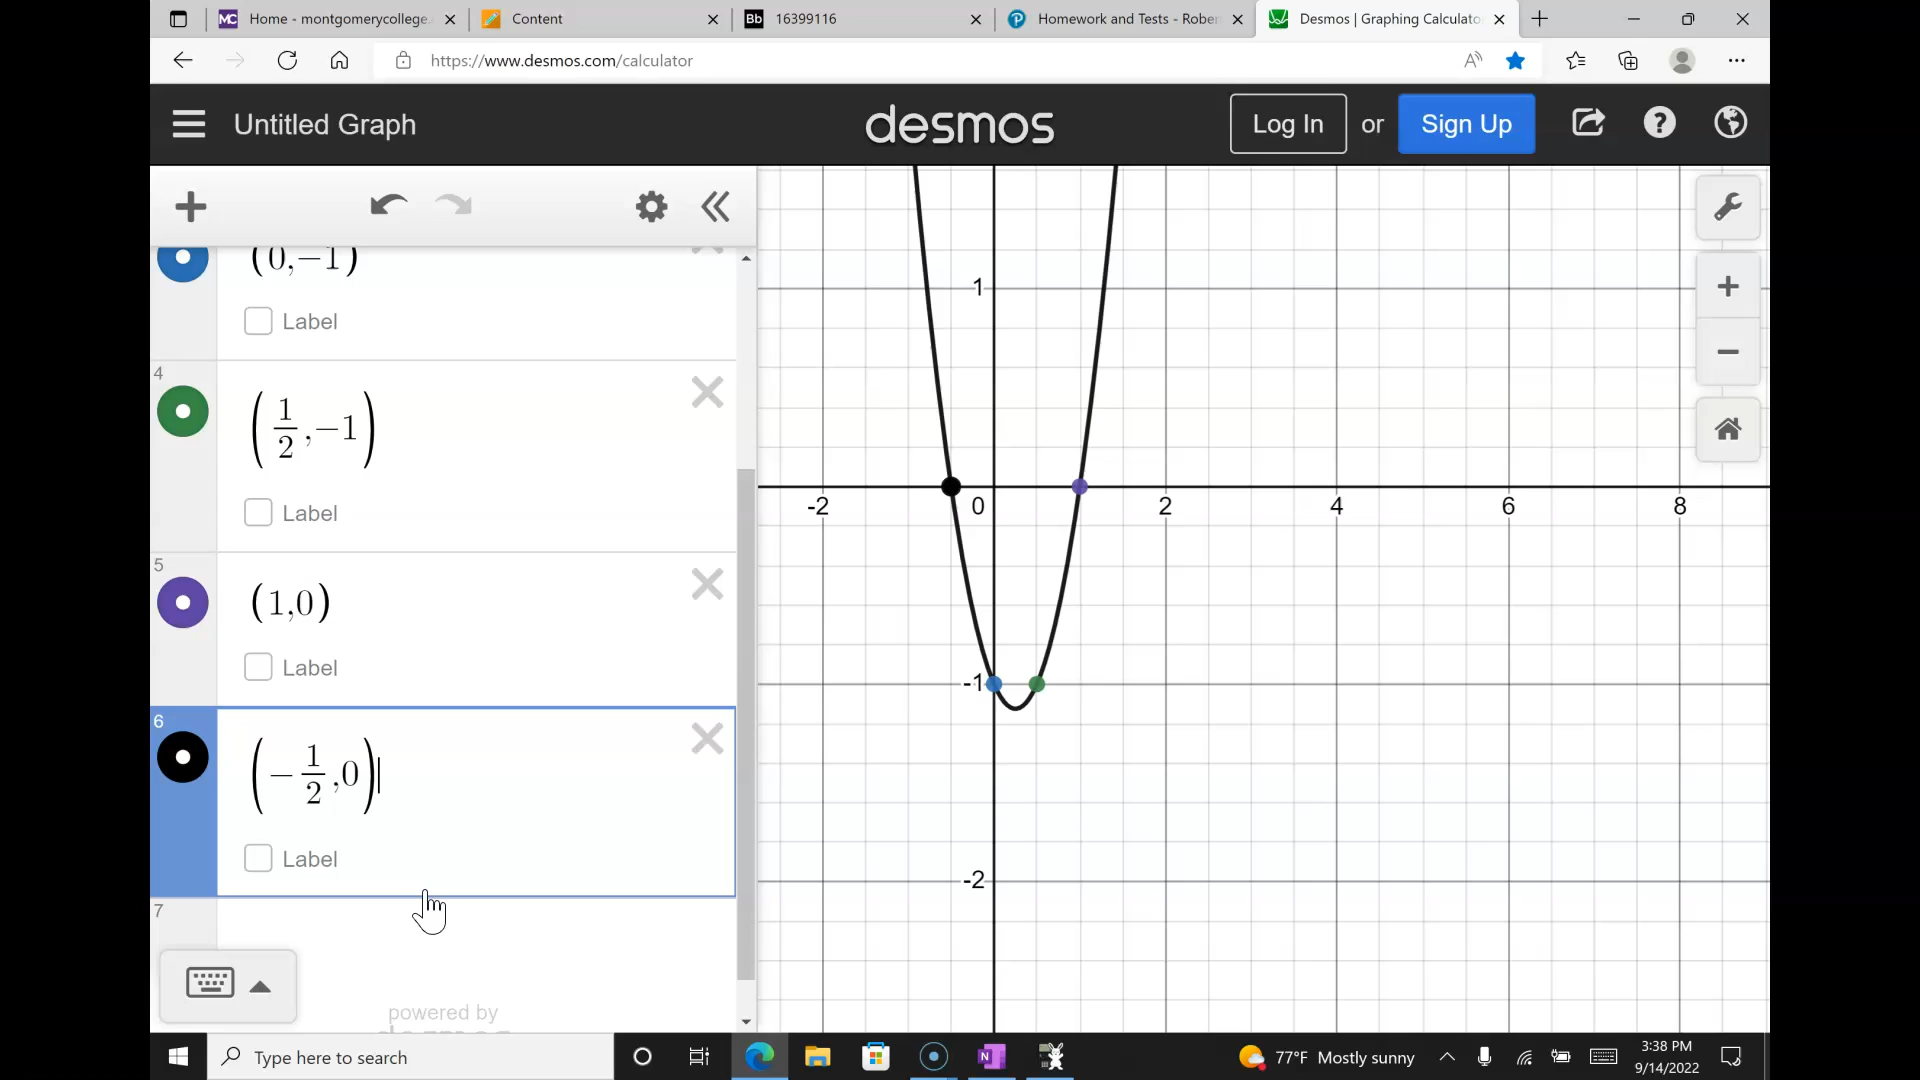 Home - montgomerycollege.
Content
Bb 16399116
Homework and Tests - Rober
Desmos | Graphing Calculato
https://www.desmos.com/calculator
Untitled Graph
desmos
Log In or Sign Up
(0,−1)
Label
4
(1/2,−1)
Label
5
(1,0)
Label
6
(−1/2,0)
Label
7
powered by
desmos
1
-2 0 2 4 6 8
-1
-2
Type here to search
77°F Mostly sunny
3:38 PM
9/14/2022